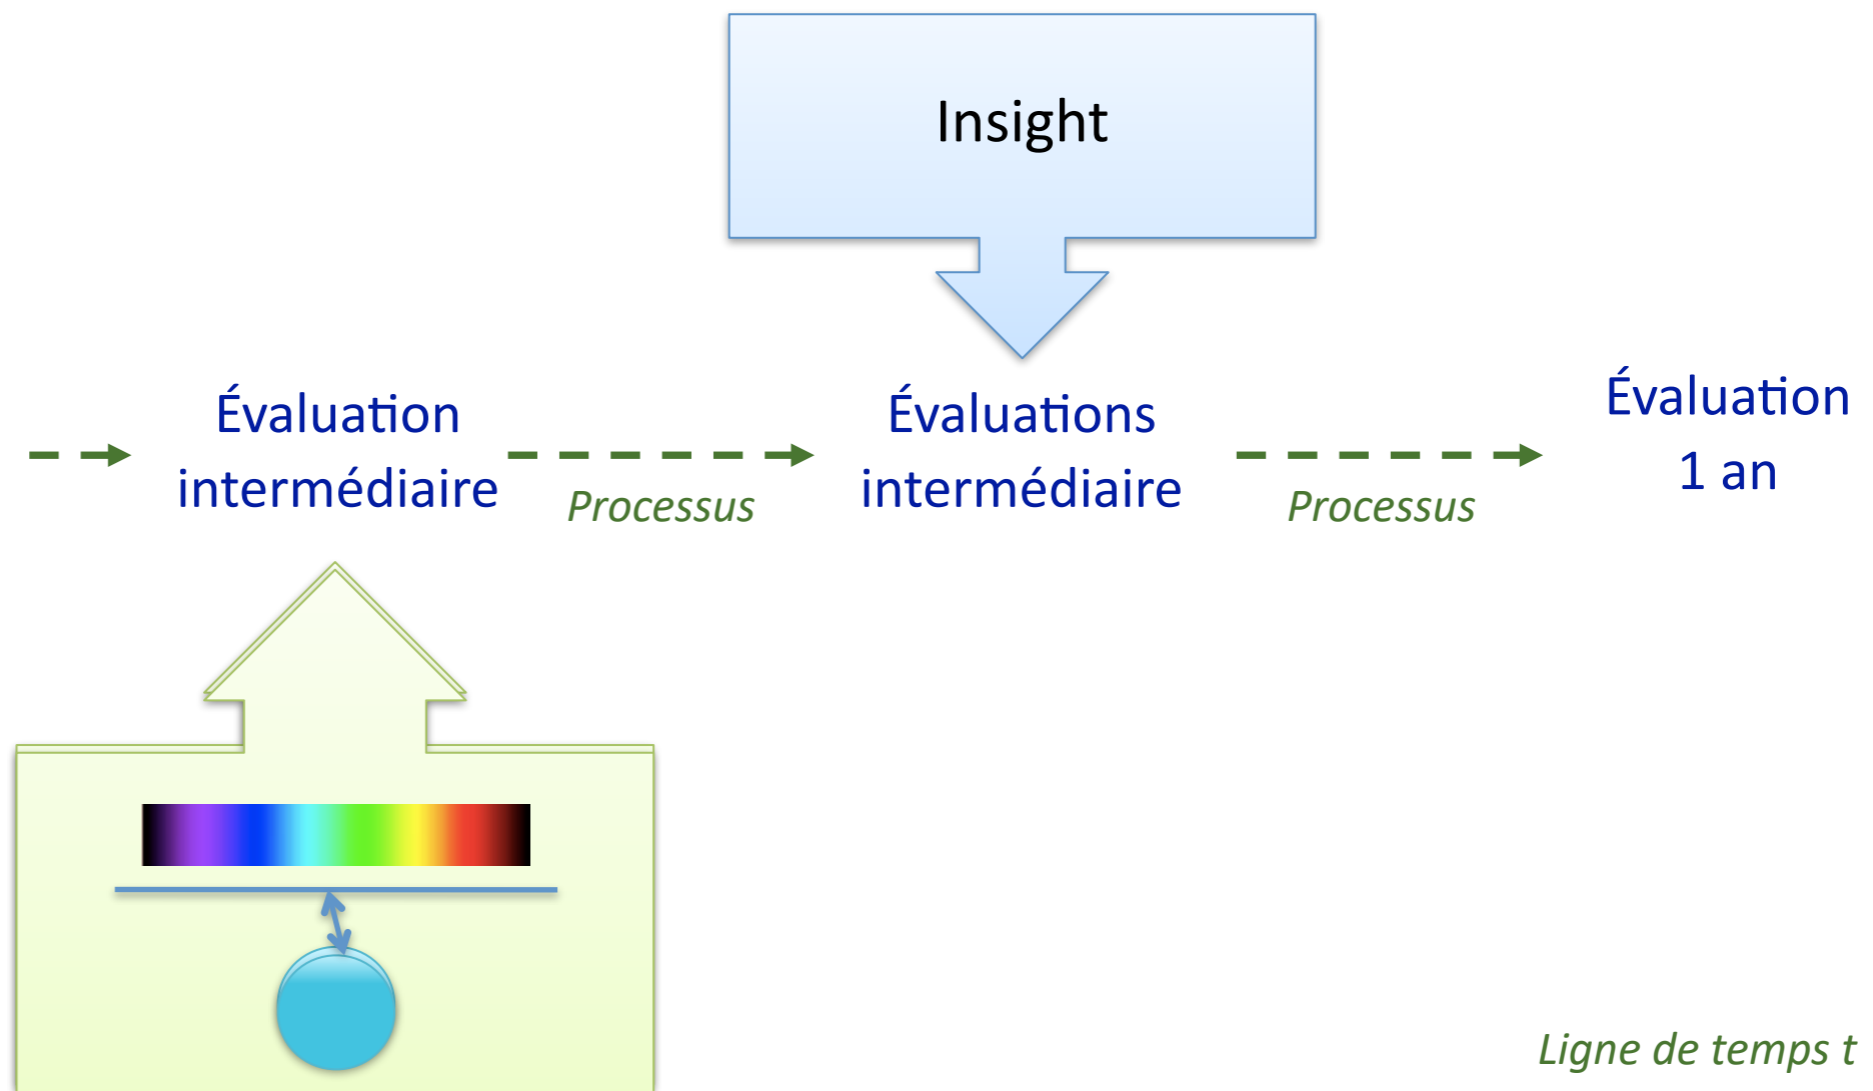 Insight
Évaluation
intermédiaire
Processus
Évaluations
intermédiaire
Processus
Évaluation
1 an
Ligne de temps t